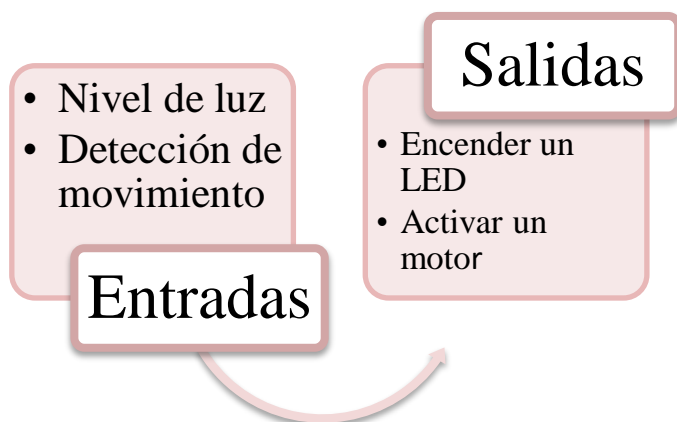 • Nivel de luz
• Detección de
movimiento
Entradas
Salidas
• Encender un
LED
• Activar un
motor